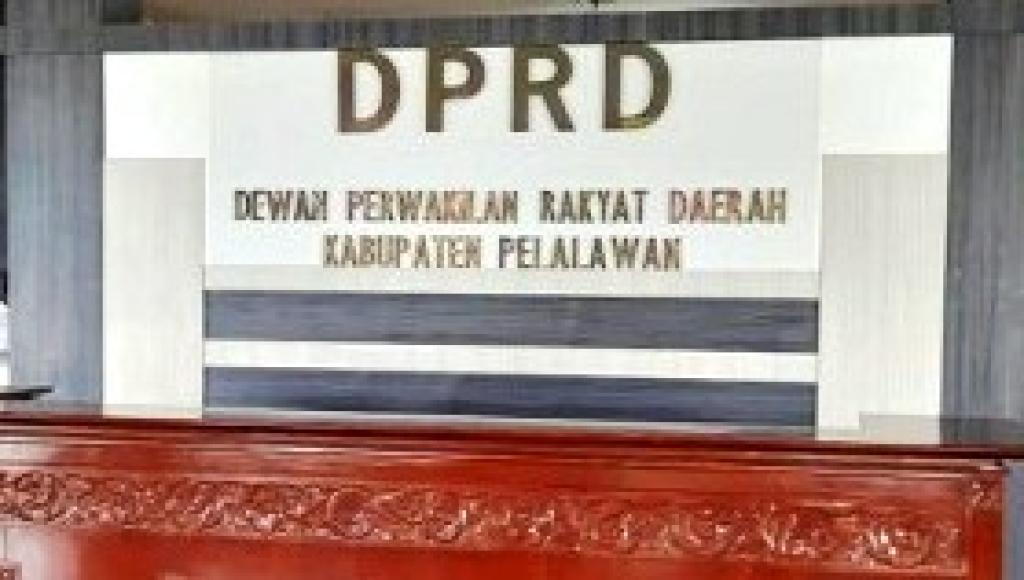 DPRD
DEWAN PERWAKILAN RAKYAT DAERAH
KABUPATEN PELALAWAN